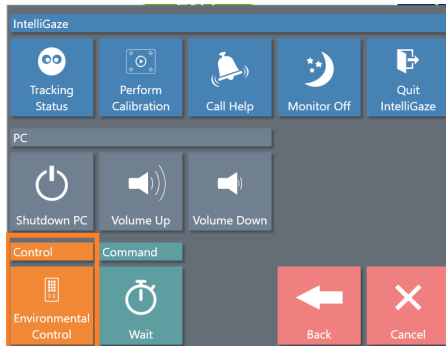 IntelliGaze
Tracking
Status
Perform
Calibration
Call Help
Monitor Off
Quit
IntelliGaze
PC
Shutdown PC
Volume Up
Volume Down
Control
Command
Environmental
Control
Wait
Back
Cancel